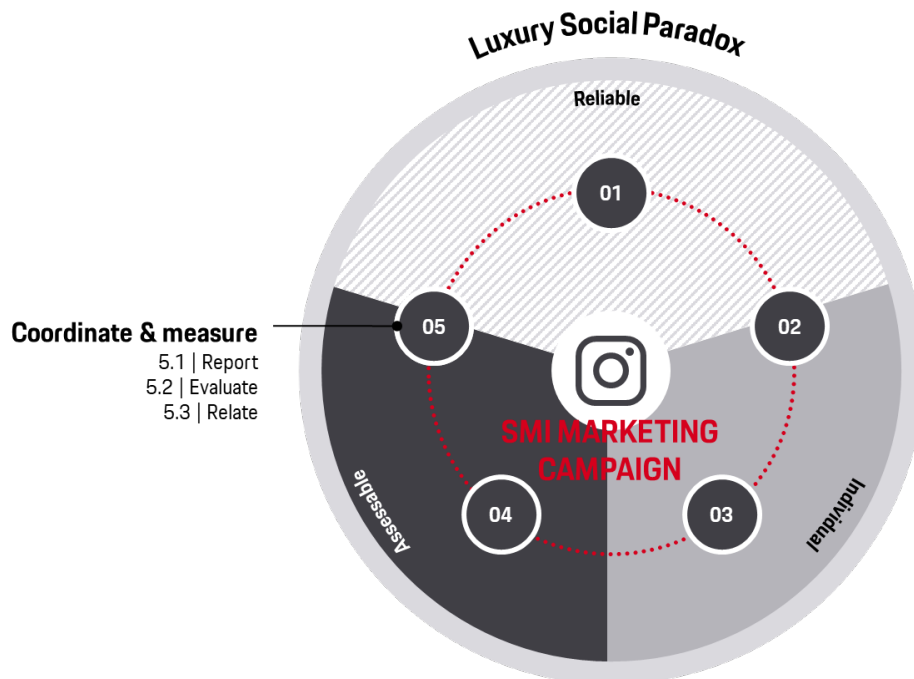 Luxury Social Paradox
Reliable
01
02
05
Coordinate & measure
5.1 | Report
5.2 | Evaluate
5.3 | Relate
SMI MARKETING
CAMPAIGN
04
03
Assessable
Individual